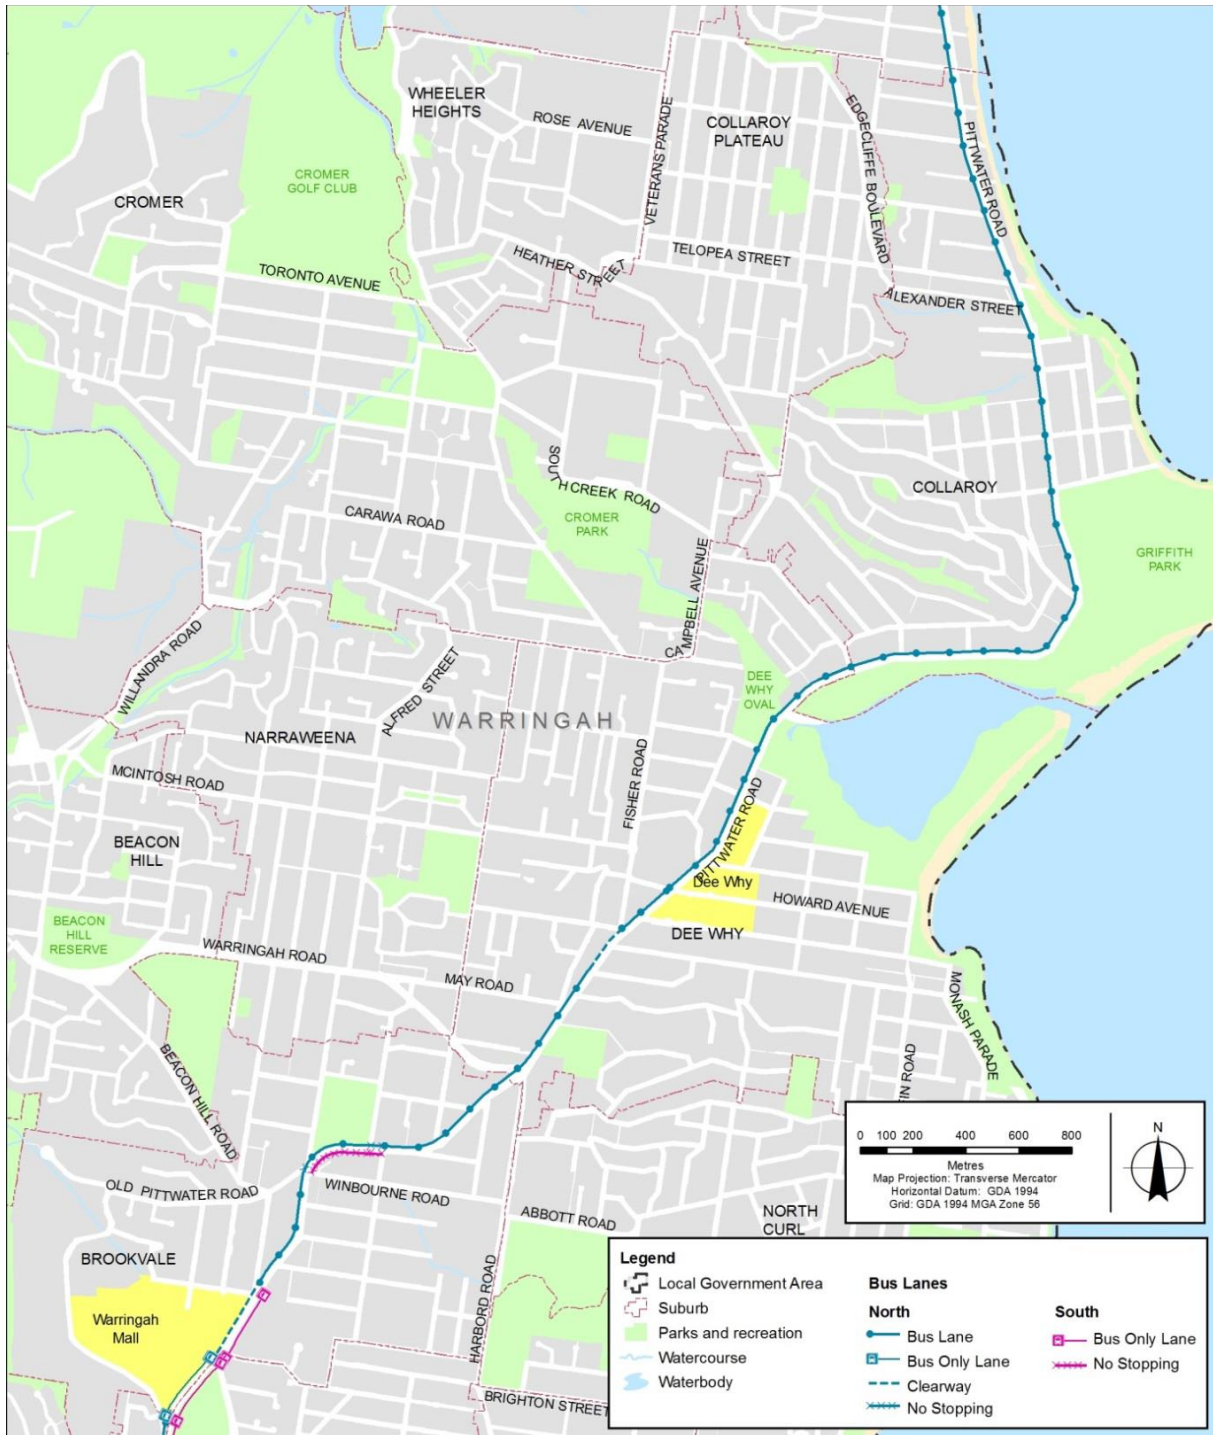 WHEELER
HEIGHTS
ROSE AVENUE
VETERANS PARADE
COLLAROY
PLATEAU
EDGECLIFFE BOULEVARD
PITTWATER ROAD
CROMER
GOLF CLUB
CROMER
TORONTO AVENUE
HEATHER STREET
TELOPEA STREET
ALEXANDER STREET
SOUTH CREEK ROAD
COLLAROY
CARAWA ROAD
CROMER
PARK
GRIFFITH
PARK
CAMPBELL AVENUE
WILLANDRA ROAD
ALFRED STREET
DEE
WHY
OVAL
WARRINGAH
NARRAWEENA
MCINTOSH ROAD
FISHER ROAD
PITTWATER ROAD
BEACON
HILL
Dee Why
HOWARD AVENUE
BEACON
HILL
RESERVE
DEE WHY
WARRINGAH ROAD
MAY ROAD
MONASH PARADE
BEACON HILL ROAD
IN ROAD
OLD PITTWATER ROAD
WINBOURNE ROAD
ABBOTT ROAD
NORTH
CURL
BROOKVALE
HARBORD ROAD
Warringah
Mall
BRIGHTON STREET
0 100 200 400 600 800
Metres
Map Projection: Transverse Mercator
Horizontal Datum: GDA 1994
Grid: GDA 1994 MGA Zone 56
N
Legend
Local Government Area
Suburb
Parks and recreation
Watercourse
Waterbody
Bus Lanes
North
Bus Lane
Bus Only Lane
Clearway
No Stopping
South
Bus Only Lane
No Stopping